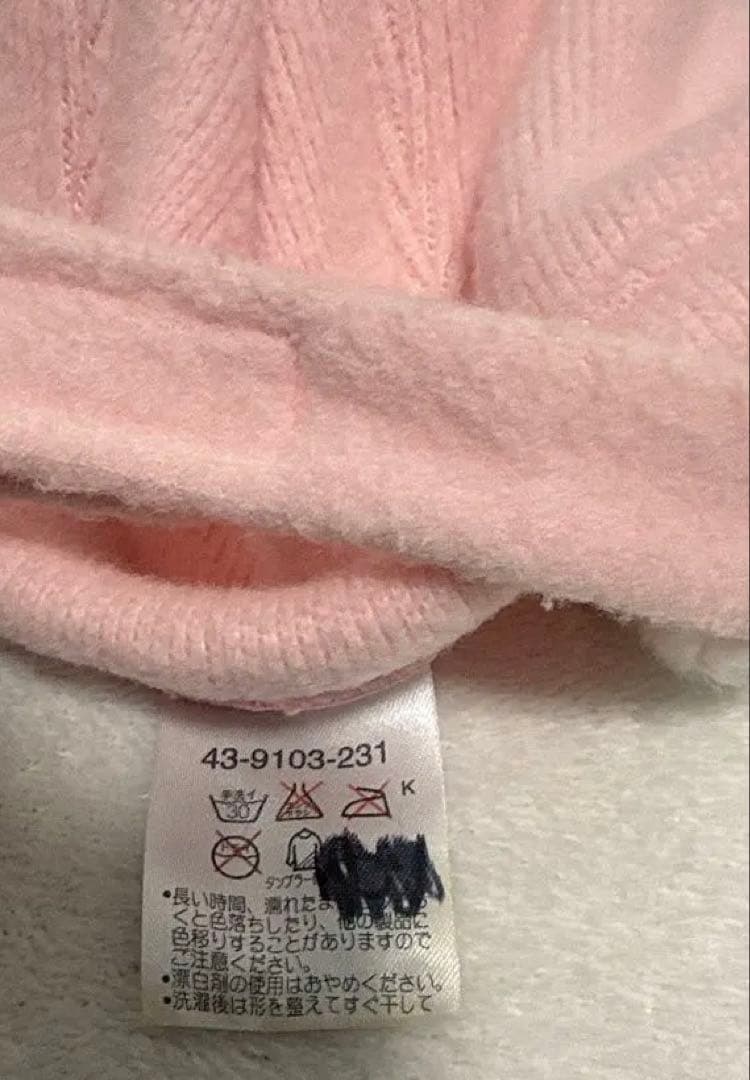 43-9103-231
手洗イ
30
K
タンブラー
•長い時間、濡れたま
くと色落ちしたり、他の製品に
色移りすることがありますので
ご注意ください。
•漂白剤の使用はおやめください。
•洗濯後は形を整えてすぐ干して